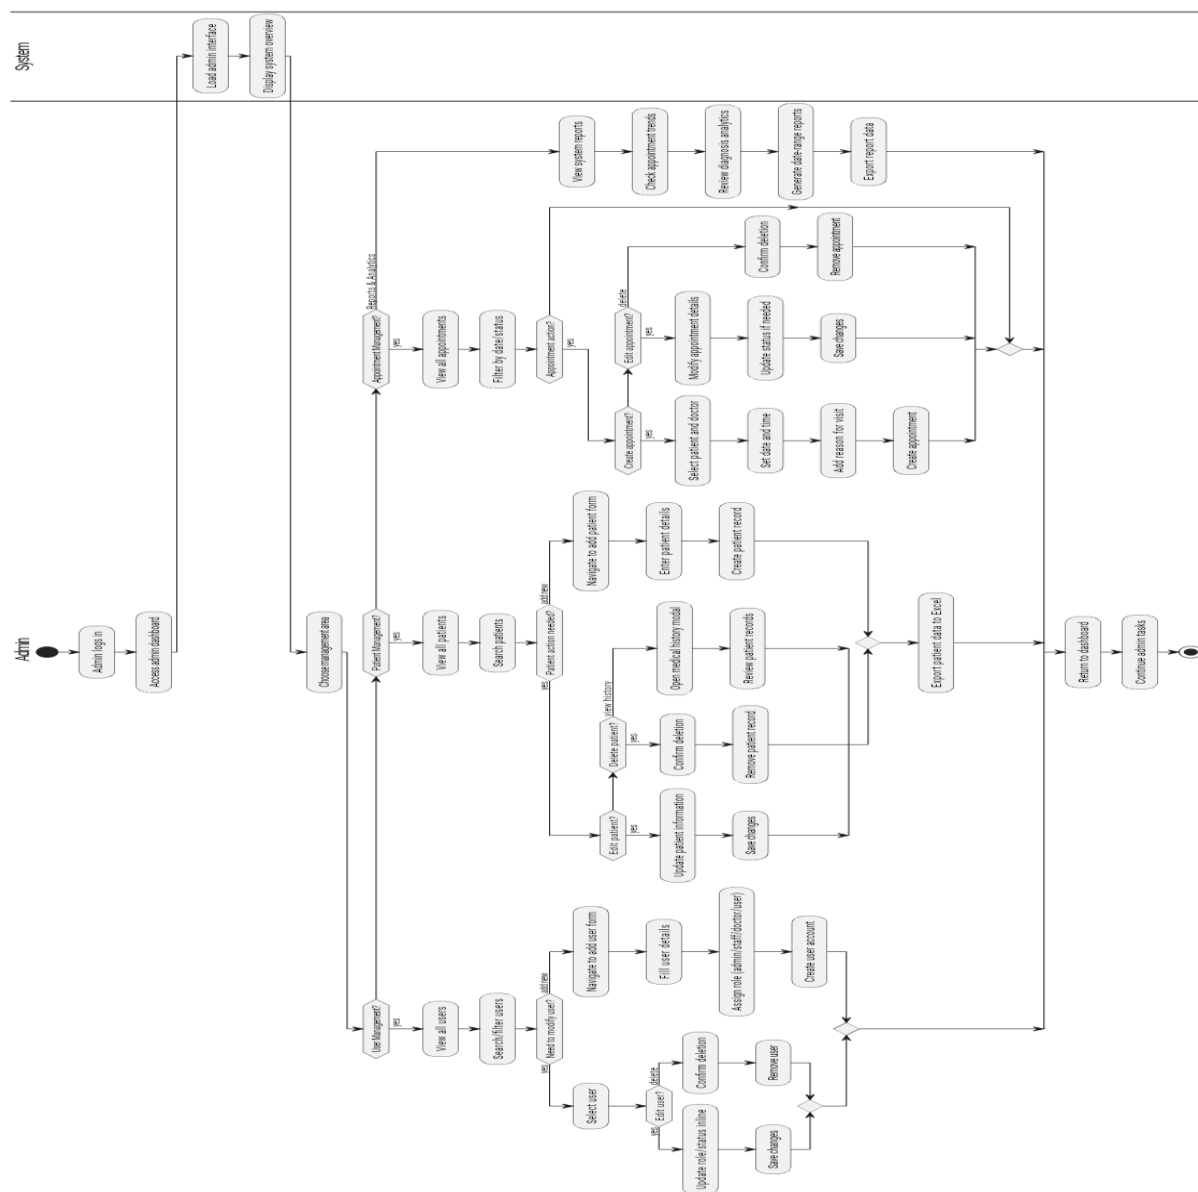 Admin
System
Admin logs in
Access admin dashboard
Load admin interface
Display system overview
Choose management area
User Management?
yes
View all users
Search/filter users
Need to modify user?
yes
Select user
Edit user?
yes
Update role/status inline
Save changes
delete
Confirm deletion
Remove user
add new
Navigate to add user form
Fill user details
Assign role (admin/staff/doctor/user)
Create user account
Patient Management?
yes
View all patients
Search patients
Patient action needed?
yes
Edit patient?
yes
Update patient information
Save changes
Delete patient?
yes
Confirm deletion
Remove patient record
view history
Open medical history modal
Review patient records
add new
Navigate to add patient form
Enter patient details
Create patient record
Export patient data to Excel
Appointment Management?
yes
View all appointments
Filter by date/status
Appointment action?
yes
Create appointment?
yes
Select patient and doctor
Set date and time
Add reason for visit
Create appointment
Edit appointment?
yes
Modify appointment details
Update status if needed
Save changes
delete
Confirm deletion
Remove appointment
Reports & Analytics
View system reports
Check appointment trends
Review diagnosis analytics
Generate date-range reports
Export report data
Return to dashboard
Continue admin tasks